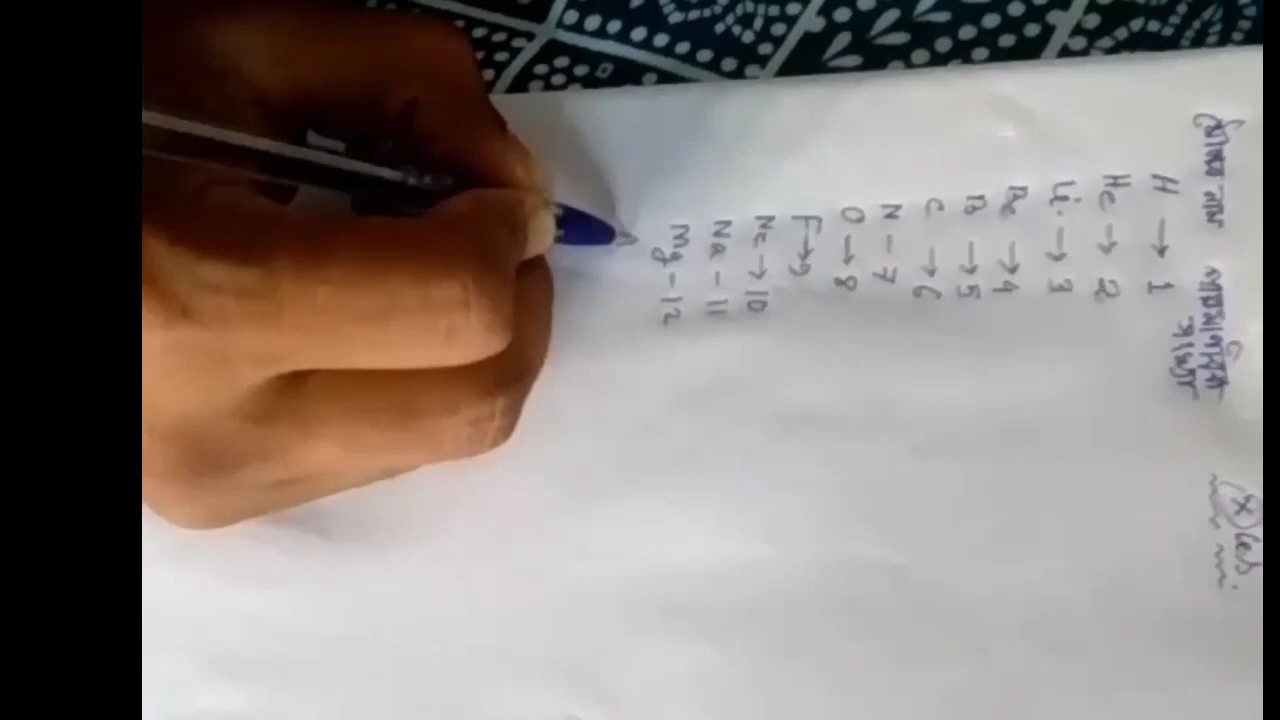 মৌলের নাম পারমাণবিক
সংখ্যা
H → 1
He → 2
Li → 3
Be → 4
B → 5
C → 6
N - 7
O → 8
F → 9
Ne → 10
Na - 11
Mg - 12